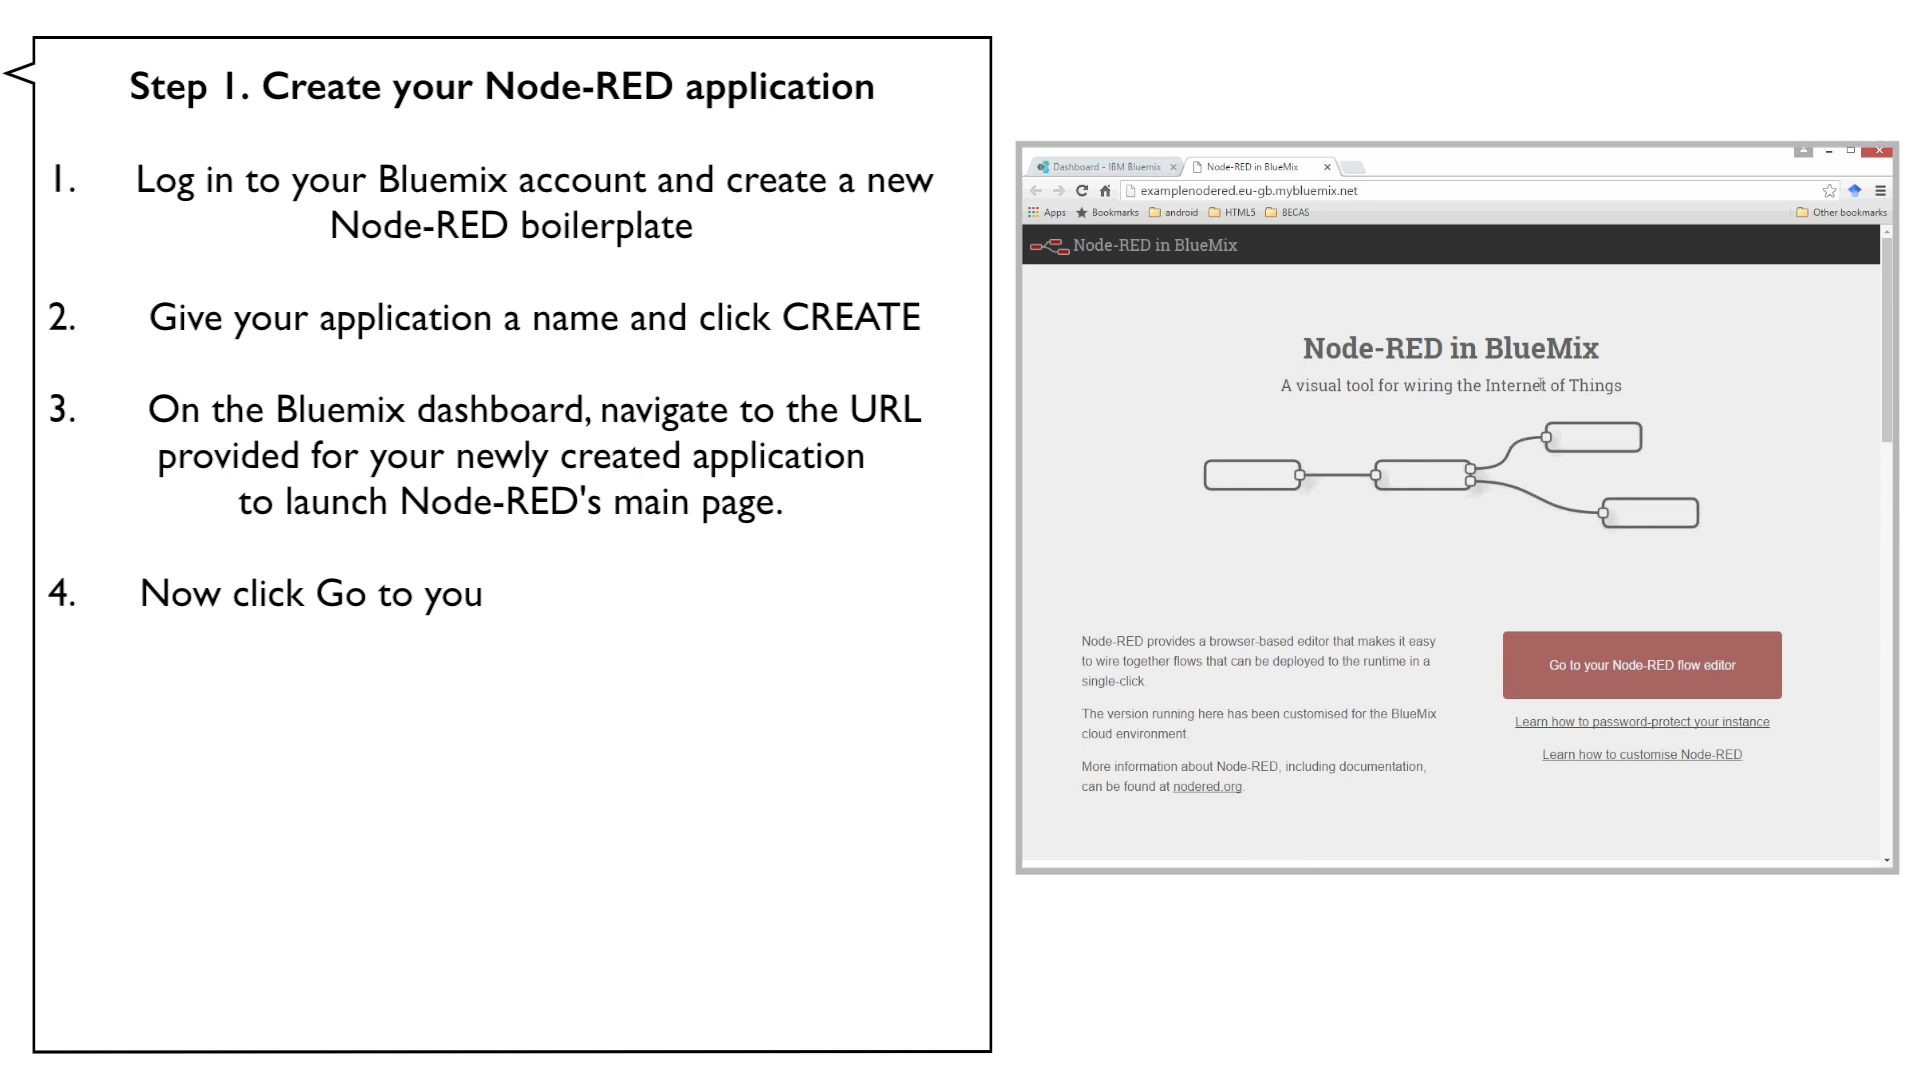 Step 1. Create your Node-RED application
1. Log in to your Bluemix account and create a new
Node-RED boilerplate
2. Give your application a name and click CREATE
3. On the Bluemix dashboard, navigate to the URL
provided for your newly created application
to launch Node-RED's main page.
4. Now click Go to you
Dashboard - IBM Bluemix
Node-RED in BlueMix
examplenodered.eu-gb.mybluemix.net
Apps Bookmarks android HTML5 BECAS Other bookmarks
Node-RED in BlueMix
Node-RED in BlueMix
A visual tool for wiring the Internet of Things
Node-RED provides a browser-based editor that makes it easy
to wire together flows that can be deployed to the runtime in a
single-click.
The version running here has been customised for the BlueMix
cloud environment.
More information about Node-RED, including documentation,
can be found at nodered.org.
Go to your Node-RED flow editor
Learn how to password-protect your instance
Learn how to customise Node-RED